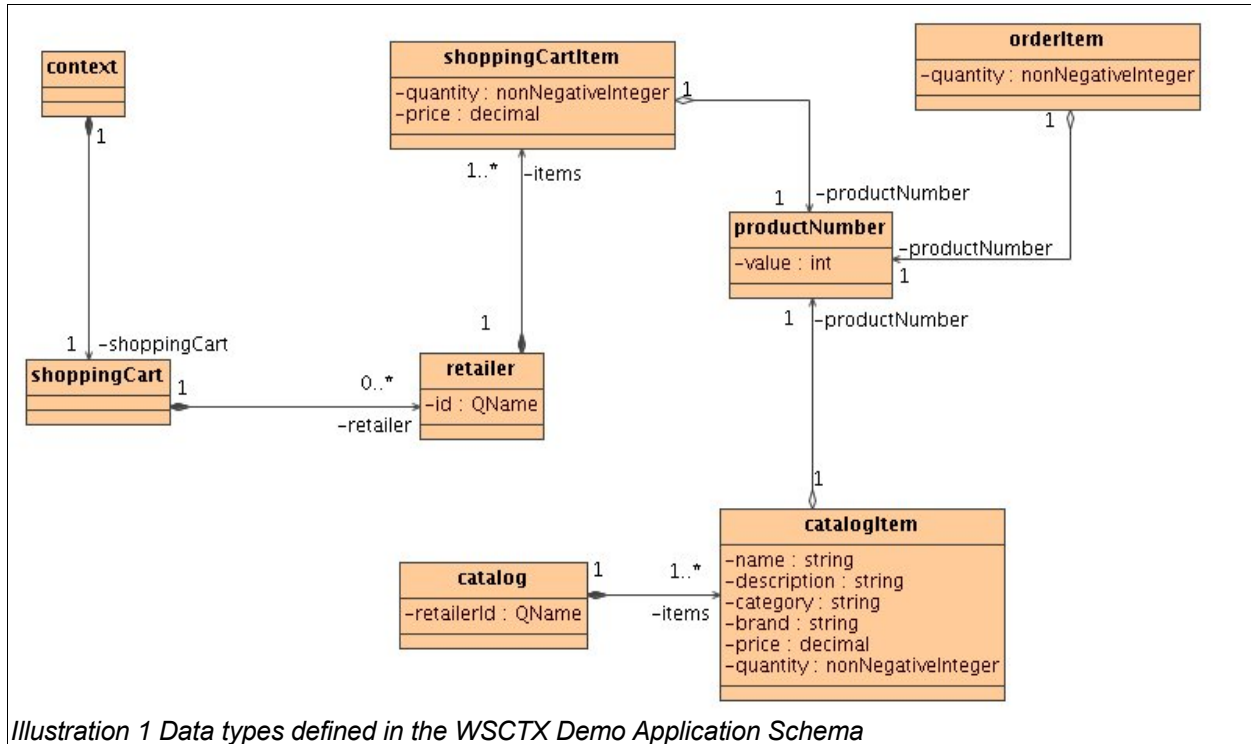 context
1
1
-shoppingCart
shoppingCart
1
0..*
-retailer
retailer
-id : QName
1
1..*
-items
shoppingCartItem
-quantity : nonNegativeInteger
-price : decimal
1
1
-productNumber
orderItem
-quantity : nonNegativeInteger
1
-productNumber
1
productNumber
-value : int
1
-productNumber
1
catalogItem
-name : string
-description : string
-category : string
-brand : string
-price : decimal
-quantity : nonNegativeInteger
catalog
-retailerId : QName
1
1..*
-items
Illustration 1 Data types defined in the WSCTX Demo Application Schema